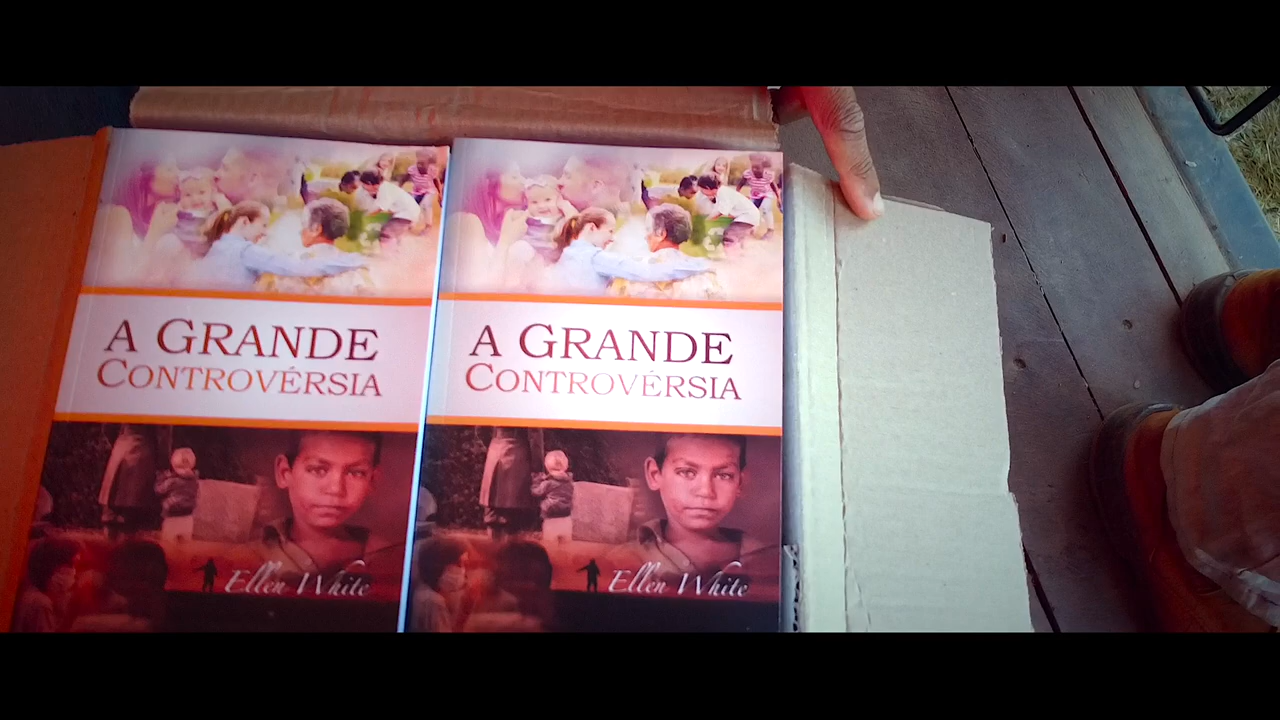 A GRANDE
CONTROVÉRSIA
Ellen White
A GRANDE
CONTROVÉRSIA
Ellen White